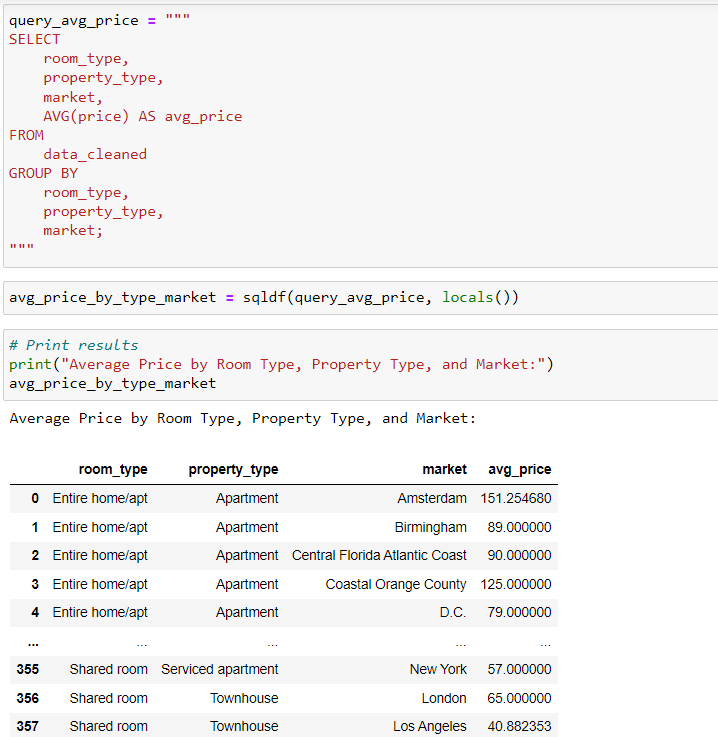 query_avg_price = """
SELECT
    room_type,
    property_type,
    market,
    AVG(price) AS avg_price
FROM
    data_cleaned
GROUP BY
    room_type,
    property_type,
    market;
"""
avg_price_by_type_market = sqldf(query_avg_price, locals())
# Print results
print("Average Price by Room Type, Property Type, and Market:")
avg_price_by_type_market
Average Price by Room Type, Property Type, and Market:
room_type property_type market avg_price
0 Entire home/apt Apartment Amsterdam 151.254680
1 Entire home/apt Apartment Birmingham 89.000000
2 Entire home/apt Apartment Central Florida Atlantic Coast 90.000000
3 Entire home/apt Apartment Coastal Orange County 125.000000
4 Entire home/apt Apartment D.C. 79.000000
... ... ... ... ...
355 Shared room Serviced apartment New York 57.000000
356 Shared room Townhouse London 65.000000
357 Shared room Townhouse Los Angeles 40.882353